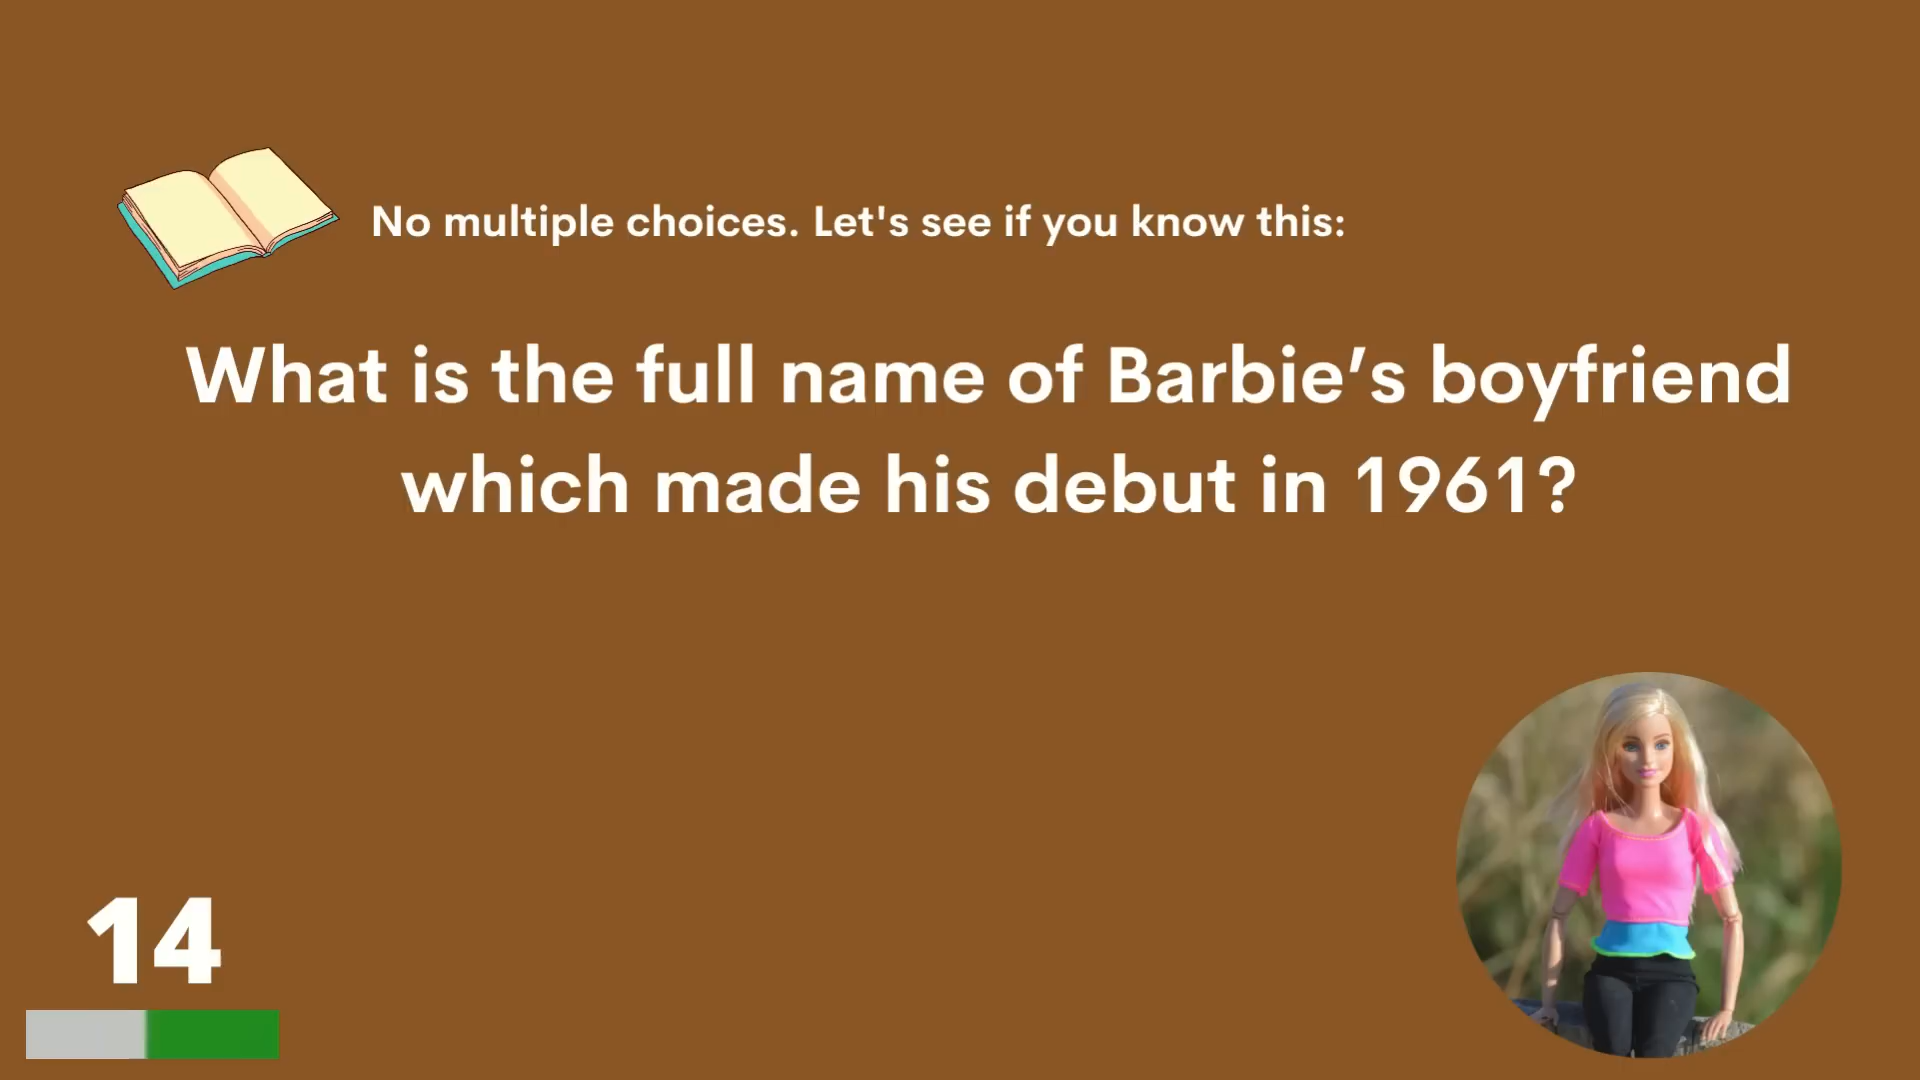 No multiple choices. Let's see if you know this:
What is the full name of Barbie’s boyfriend
which made his debut in 1961?
14